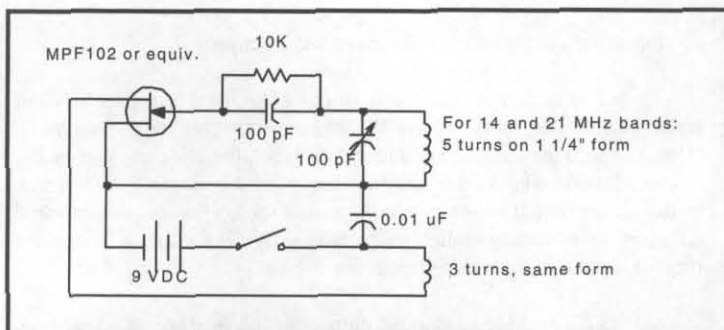 10K
MPF102 or equiv.
100 pF
100 pF
For 14 and 21 MHz bands:
5 turns on 1 1/4" form
0.01 uF
9 VDC
3 turns, same form